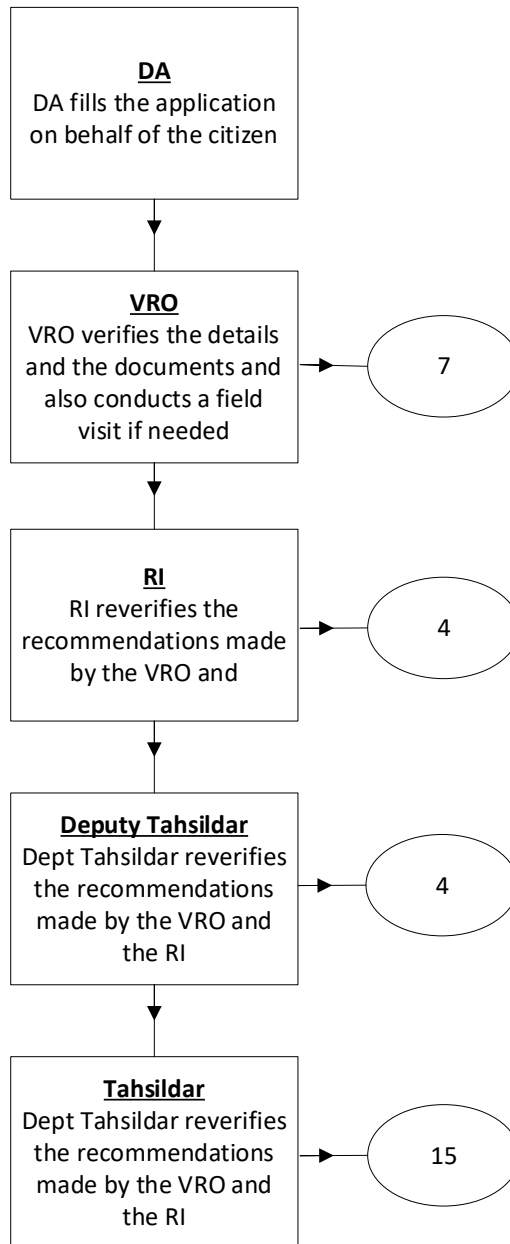 DA
DA fills the application
on behalf of the citizen
VRO
VRO verifies the details
and the documents and
also conducts a field
visit if needed
7
RI
RI reverifies the
recommendations made
by the VRO and
4
Deputy Tahsildar
Dept Tahsildar reverifies
the recommendations
made by the VRO and
the RI
4
Tahsildar
Dept Tahsildar reverifies
the recommendations
made by the VRO and
the RI
15